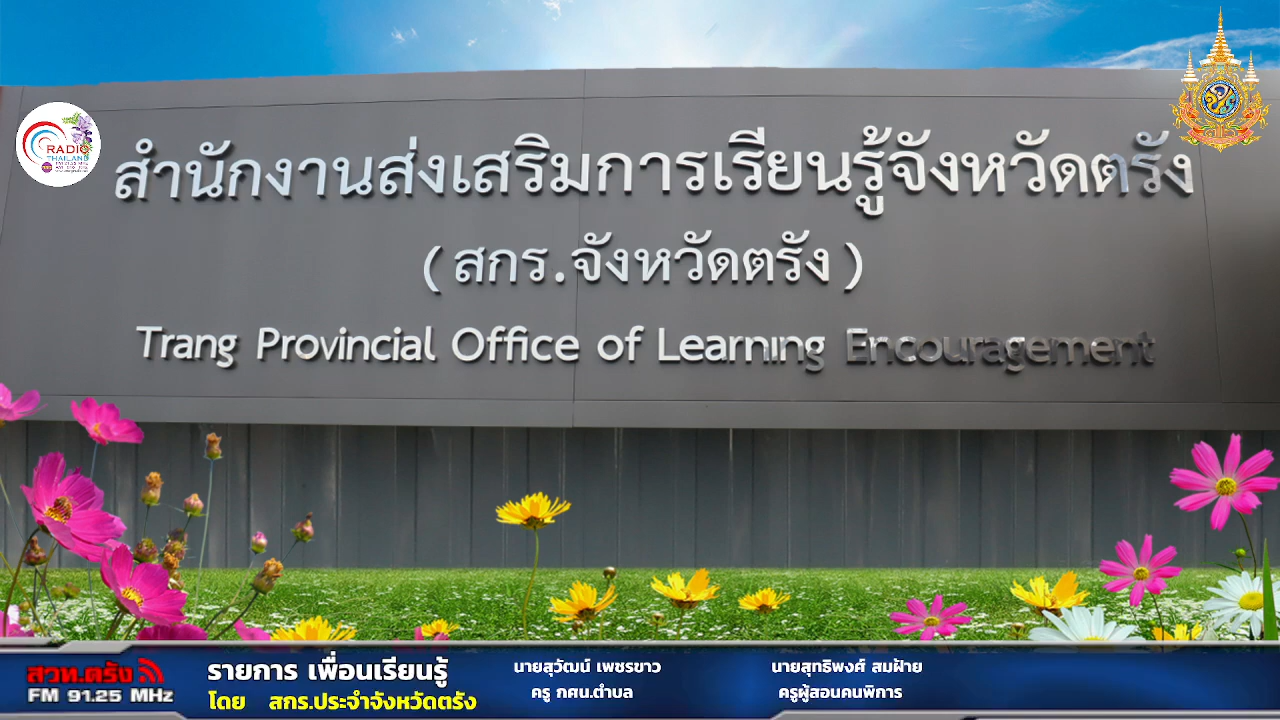 RADIO
THAILAND
สำนักงานส่งเสริมการเรียนรู้จังหวัดตรัง
(สกร.จังหวัดตรัง)
Trang Provincial Office of Learning Encouragement
สวท.ตรัง
FM 91.25 MHz
รายการ เพื่อนเรียนรู้
โดย สกร.ประจำจังหวัดตรัง
นายสุวัฒน์ เพชรขาว
ครู กศน.ตำบล
นายสุทธิพงศ์ สมฝ้าย
ครูผู้สอนคนพิการ